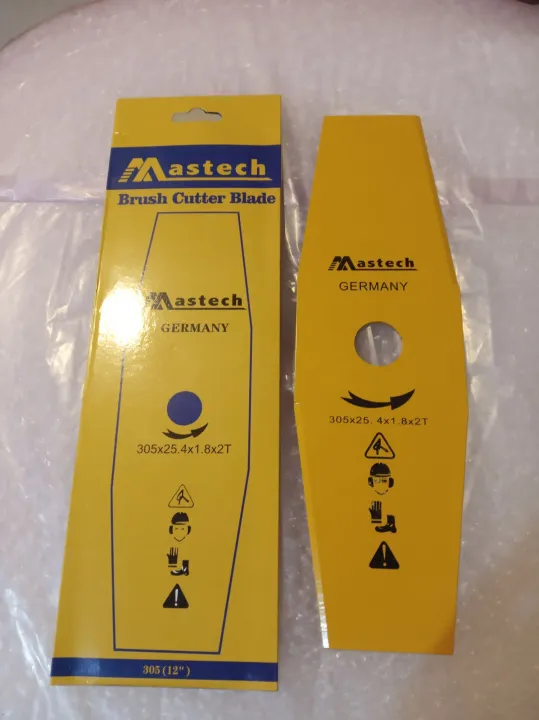 Mastech
Brush Cutter Blade
Mastech
GERMANY
305x25.4x1.8x2T
305 (12")
Mastech
GERMANY
305x25.4x1.8x2T